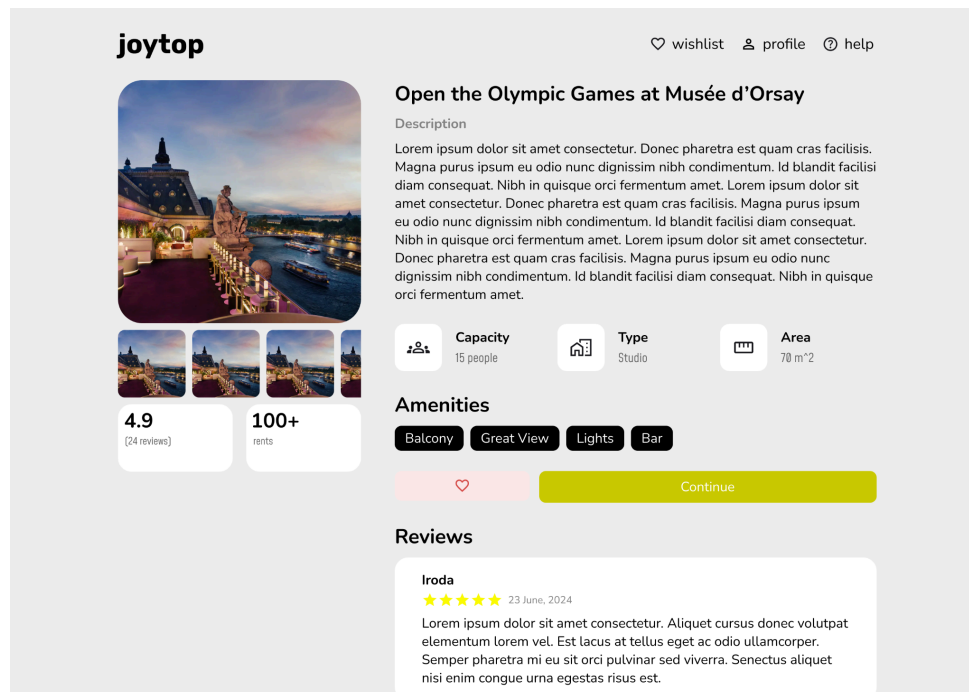 joytop
wishlist
profile
help
Open the Olympic Games at Musée d’Orsay
Description
Lorem ipsum dolor sit amet consectetur. Donec pharetra est quam cras facilisis.
Magna purus ipsum eu odio nunc dignissim nibh condimentum. Id blandit facilisi
diam consequat. Nibh in quisque orci fermentum amet. Lorem ipsum dolor sit
amet consectetur. Donec pharetra est quam cras facilisis. Magna purus ipsum
eu odio nunc dignissim nibh condimentum. Id blandit facilisi diam consequat.
Nibh in quisque orci fermentum amet. Lorem ipsum dolor sit amet consectetur.
Donec pharetra est quam cras facilisis. Magna purus ipsum eu odio nunc
dignissim nibh condimentum. Id blandit facilisi diam consequat. Nibh in quisque
orci fermentum amet.
Capacity
15 people
Type
Studio
Area
70 m^2
4.9
(24 reviews)
100+
rents
Amenities
Balcony
Great View
Lights
Bar
Continue
Reviews
Iroda
23 June, 2024
Lorem ipsum dolor sit amet consectetur. Aliquet cursus donec volutpat
elementum lorem vel. Est lacus at tellus eget ac odio ullamcorper.
Semper pharetra mi eu sit orci pulvinar sed viverra. Senectus aliquet
nisi enim congue urna egestas risus est.